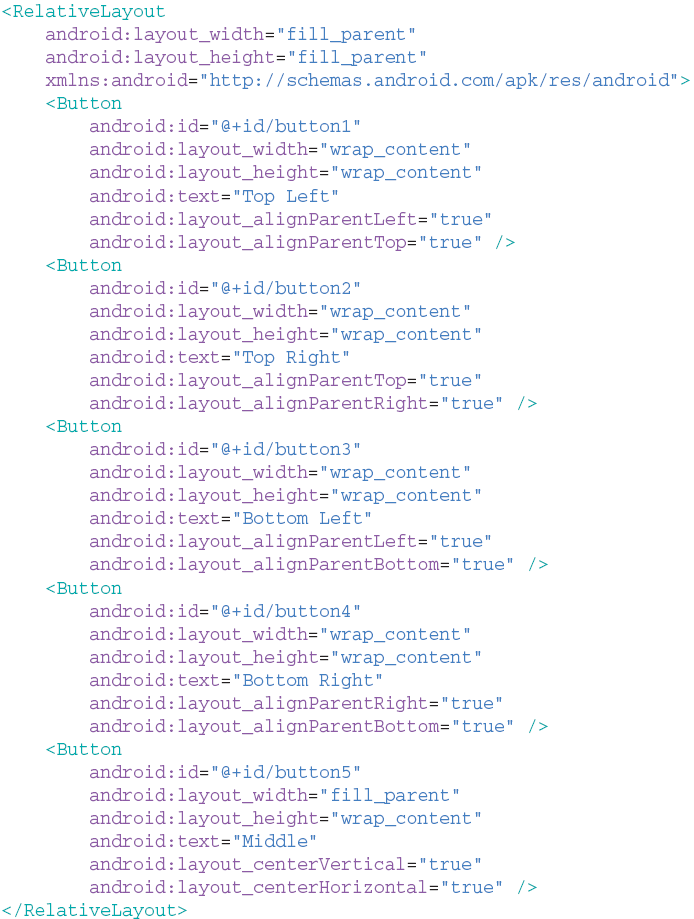 <RelativeLayout
    android:layout_width="fill_parent"
    android:layout_height="fill_parent"
    xmlns:android="http://schemas.android.com/apk/res/android">
    <Button
        android:id="@+id/button1"
        android:layout_width="wrap_content"
        android:layout_height="wrap_content"
        android:text="Top Left"
        android:layout_alignParentLeft="true"
        android:layout_alignParentTop="true" />
    <Button
        android:id="@+id/button2"
        android:layout_width="wrap_content"
        android:layout_height="wrap_content"
        android:text="Top Right"
        android:layout_alignParentTop="true"
        android:layout_alignParentRight="true" />
    <Button
        android:id="@+id/button3"
        android:layout_width="wrap_content"
        android:layout_height="wrap_content"
        android:text="Bottom Left"
        android:layout_alignParentLeft="true"
        android:layout_alignParentBottom="true" />
    <Button
        android:id="@+id/button4"
        android:layout_width="wrap_content"
        android:layout_height="wrap_content"
        android:text="Bottom Right"
        android:layout_alignParentRight="true"
        android:layout_alignParentBottom="true" />
    <Button
        android:id="@+id/button5"
        android:layout_width="fill_parent"
        android:layout_height="wrap_content"
        android:text="Middle"
        android:layout_centerVertical="true"
        android:layout_centerHorizontal="true" />
</RelativeLayout>